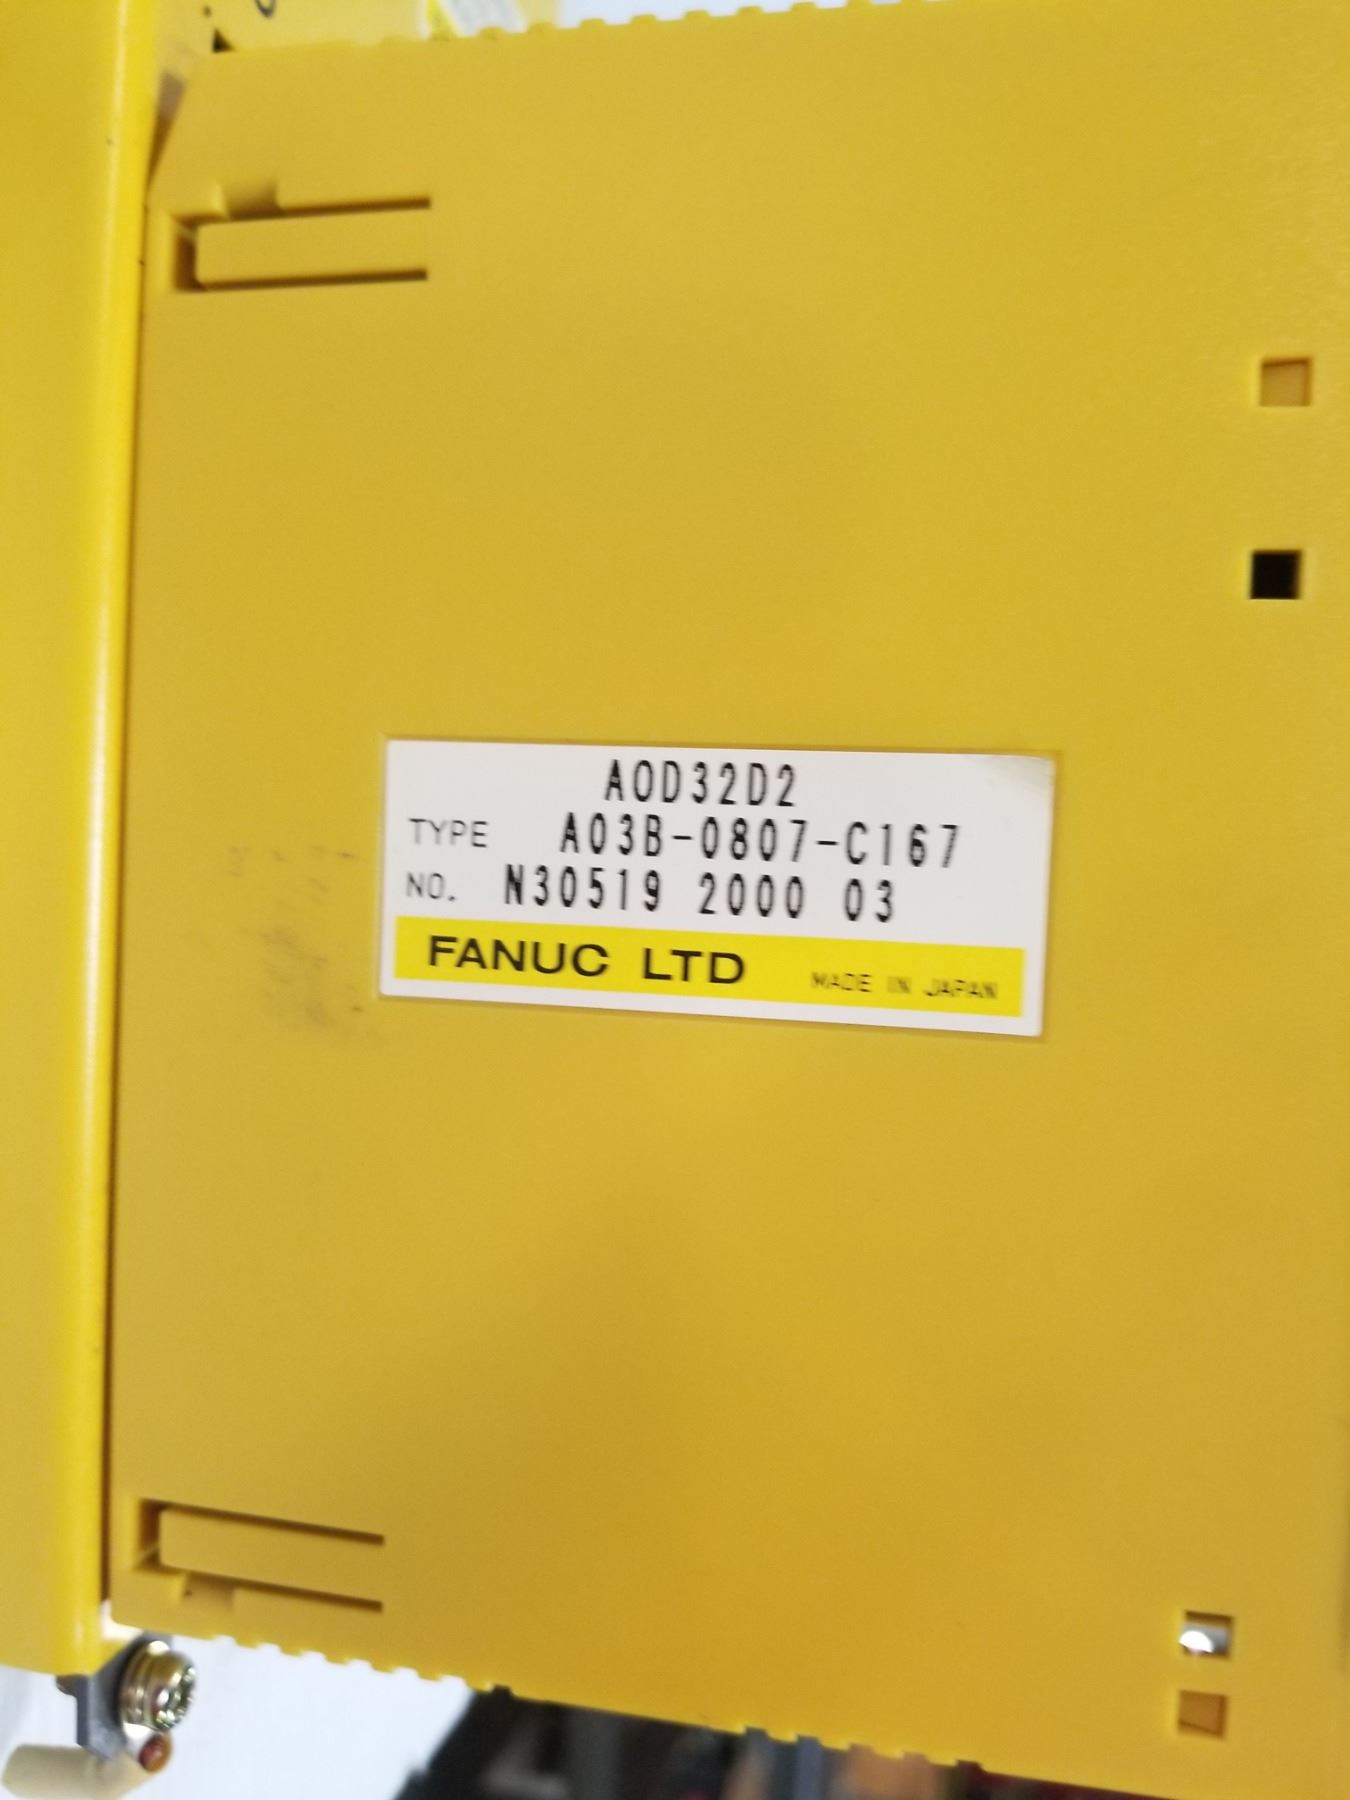 AOD32D2
TYPE A03B-0807-C167
NO. N30519 2000 03
FANUC LTD MADE IN JAPAN